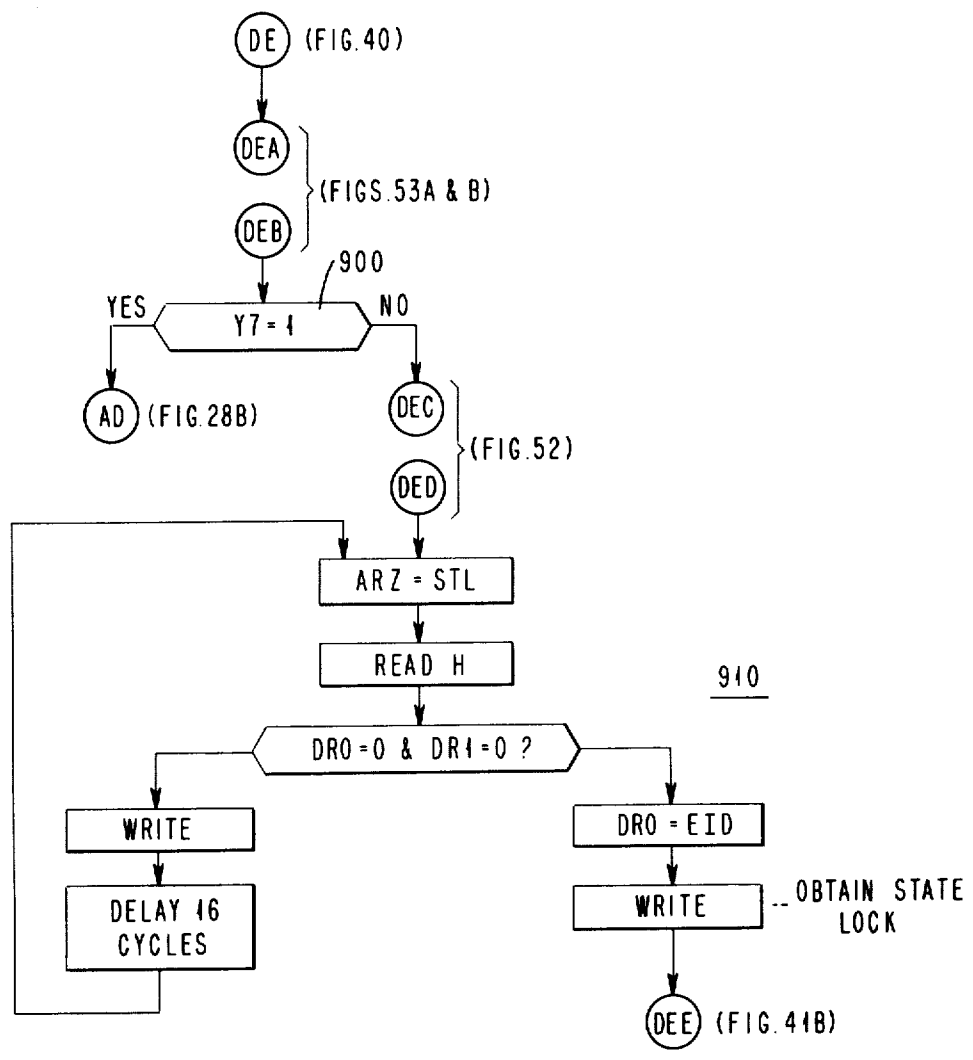 DE (FIG.40)
DEA
(FIGS.53A & B)
DEB
900
YES
Y7=1
NO
AD (FIG.28B)
DEC
(FIG.52)
DED
ARZ = STL
READ H
910
DR0=0 & DR1=0 ?
WRITE
DR0 = EID
DELAY 16
CYCLES
WRITE
-- OBTAIN STATE
LOCK
DEE (FIG.41B)